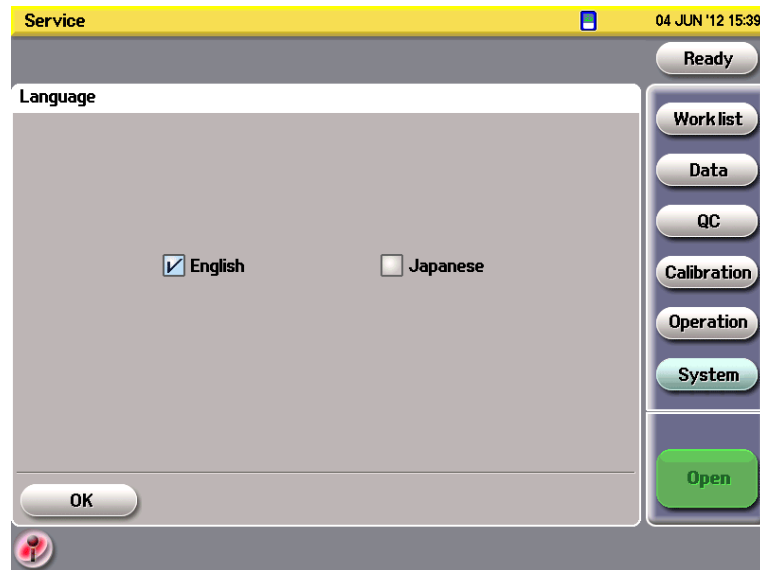 Service
04 JUN '12 15:39
Ready
Language
Work list
Data
QC
English
Japanese
Calibration
Operation
System
Open
OK